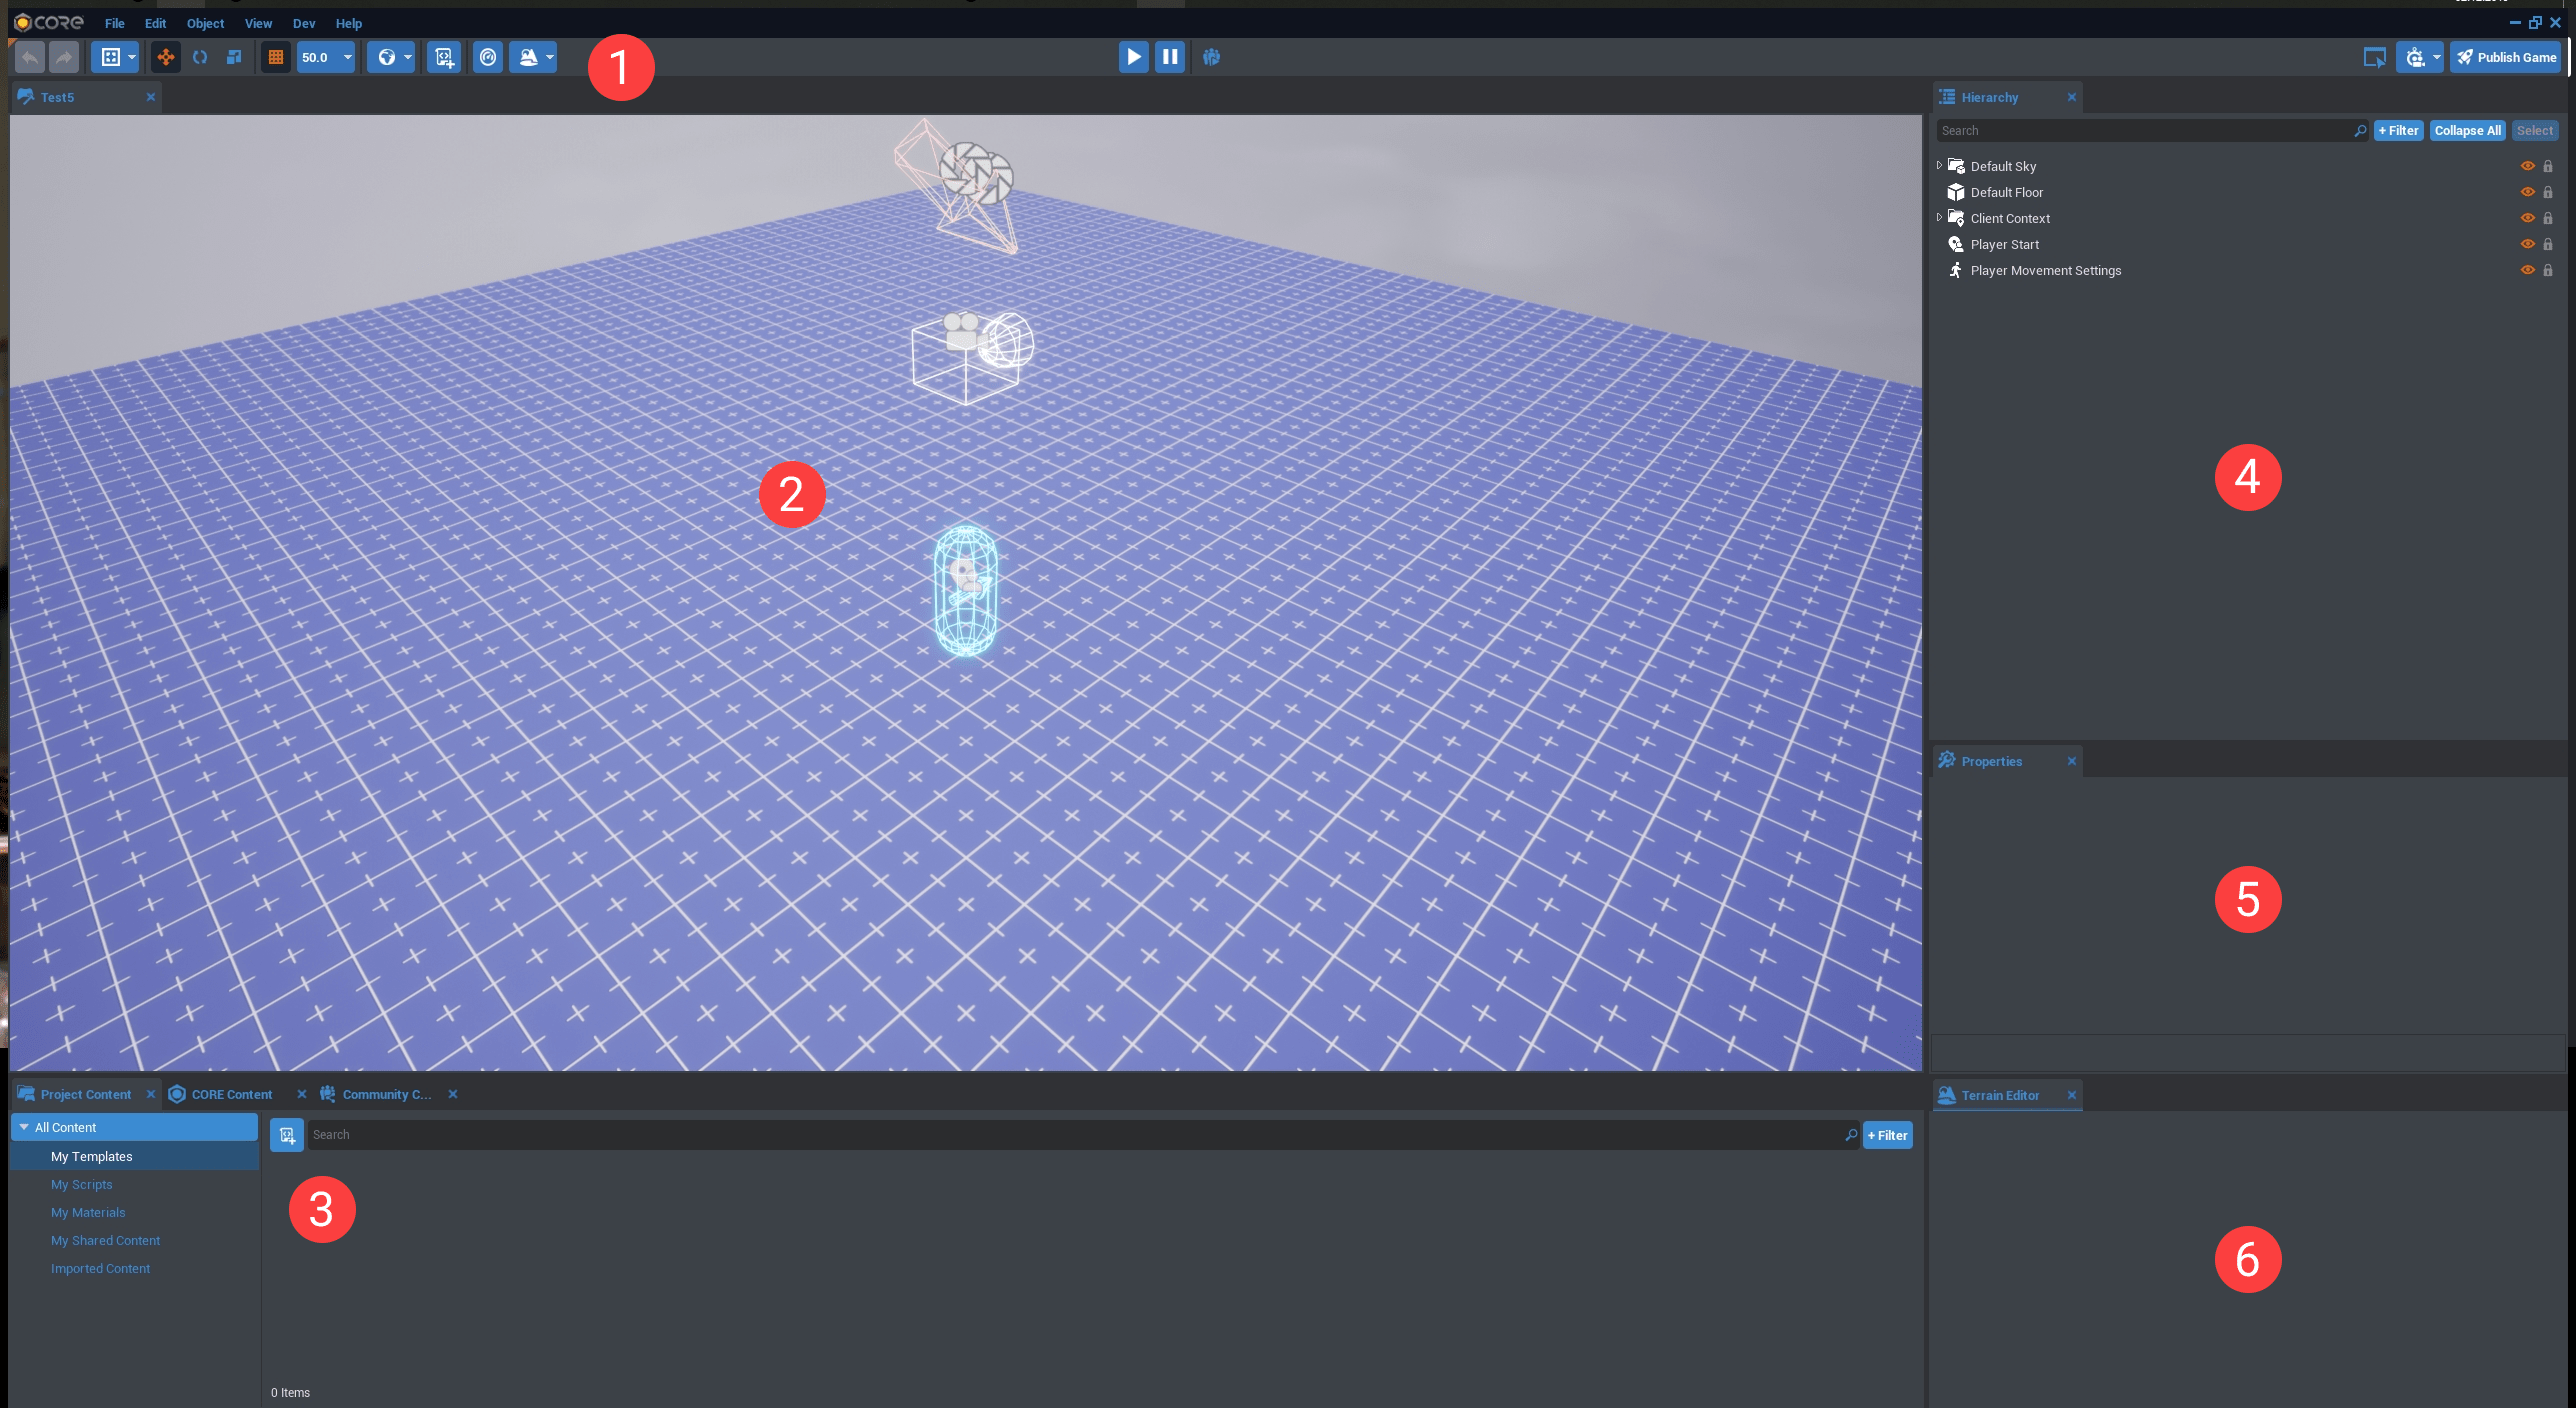 CORE File Edit Object View Dev Help
50.0 1 Publish Game
Test5
Hierarchy
Search + Filter Collapse All Select
Default Sky
Default Floor
Client Context
Player Start
Player Movement Settings
2
4
Properties
5
Project Content CORE Content Community C...
All Content
My Templates
My Scripts
My Materials
My Shared Content
Imported Content
Search + Filter
3
0 Items
Terrain Editor
6